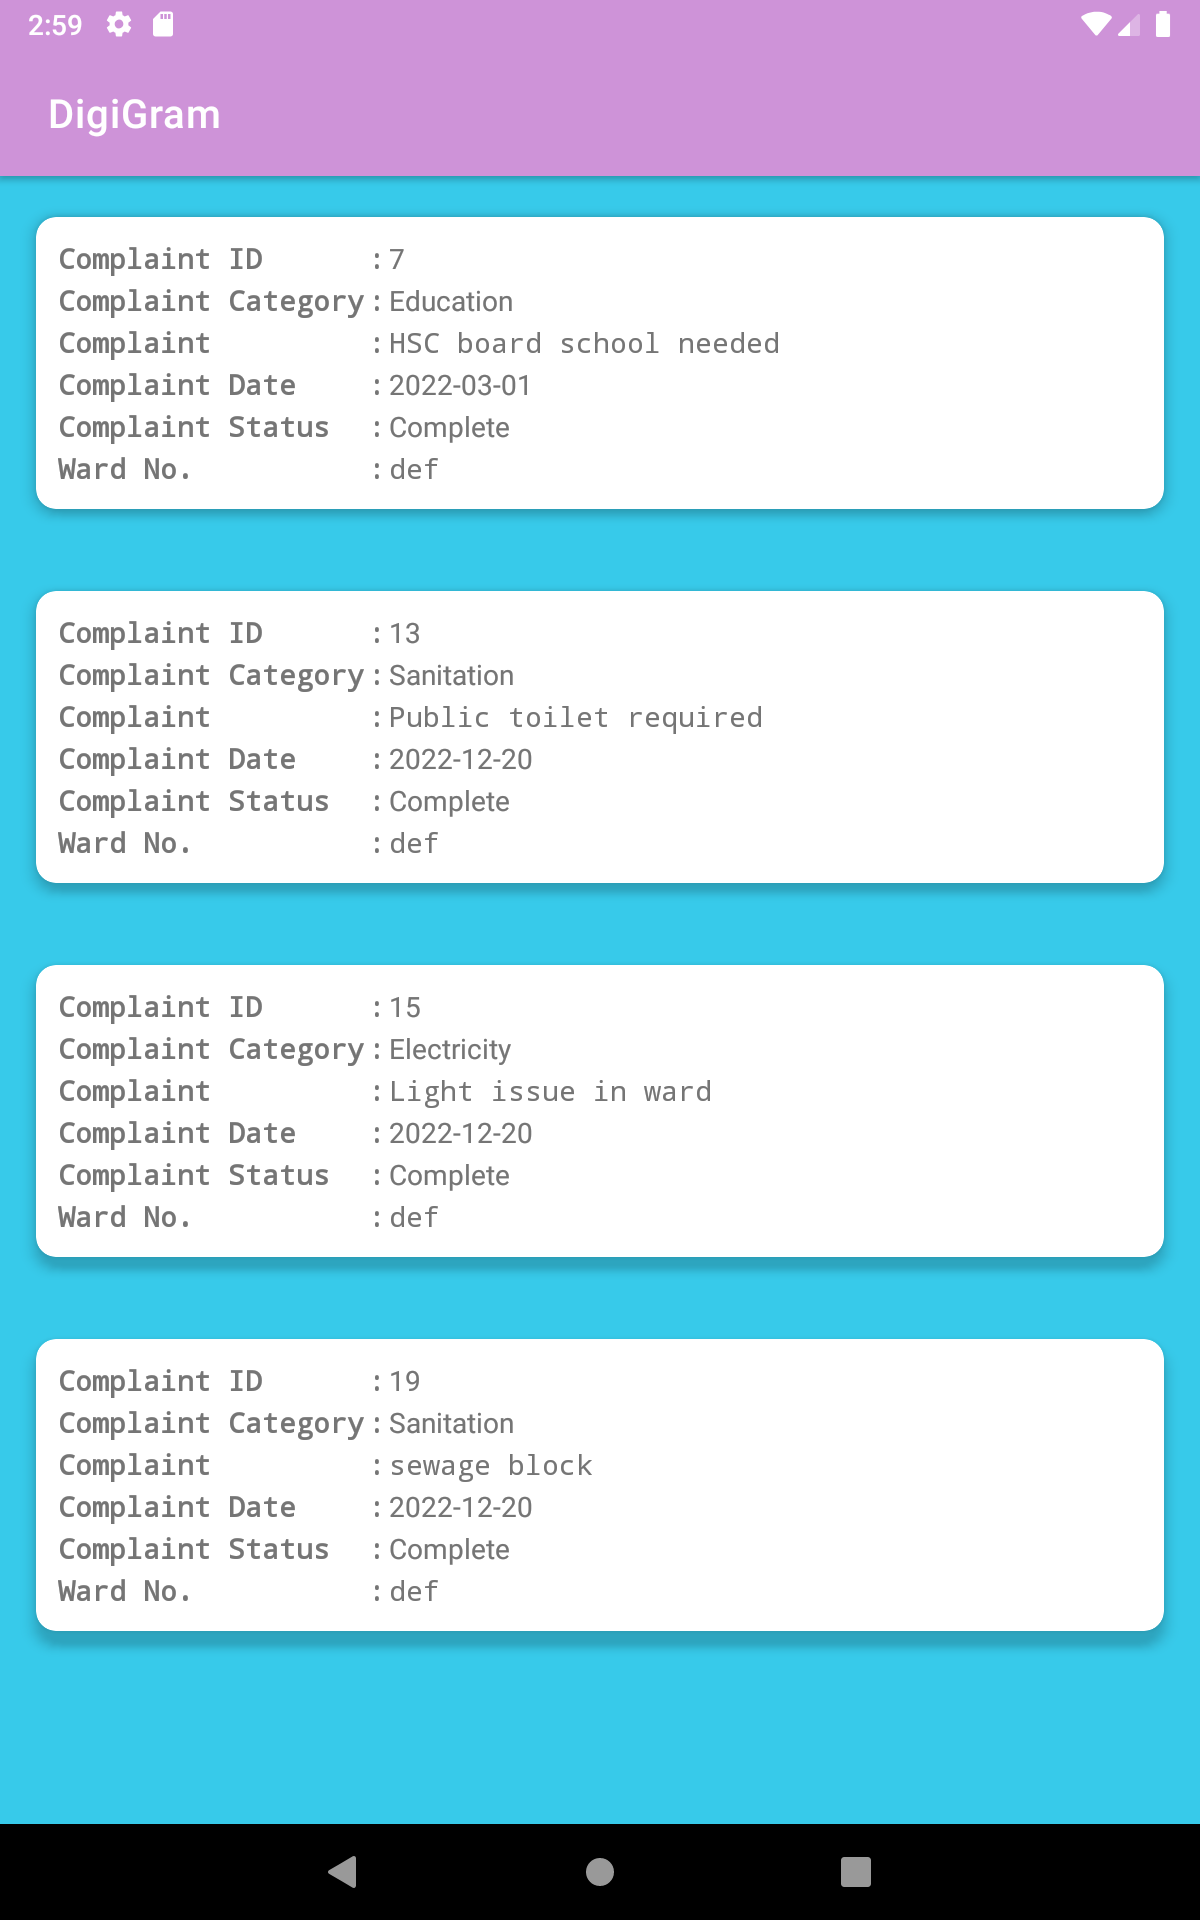 2:59
DigiGram
Complaint ID : 7
Complaint Category : Education
Complaint : HSC board school needed
Complaint Date : 2022-03-01
Complaint Status : Complete
Ward No. : def
Complaint ID : 13
Complaint Category : Sanitation
Complaint : Public toilet required
Complaint Date : 2022-12-20
Complaint Status : Complete
Ward No. : def
Complaint ID : 15
Complaint Category : Electricity
Complaint : Light issue in ward
Complaint Date : 2022-12-20
Complaint Status : Complete
Ward No. : def
Complaint ID : 19
Complaint Category : Sanitation
Complaint : sewage block
Complaint Date : 2022-12-20
Complaint Status : Complete
Ward No. : def